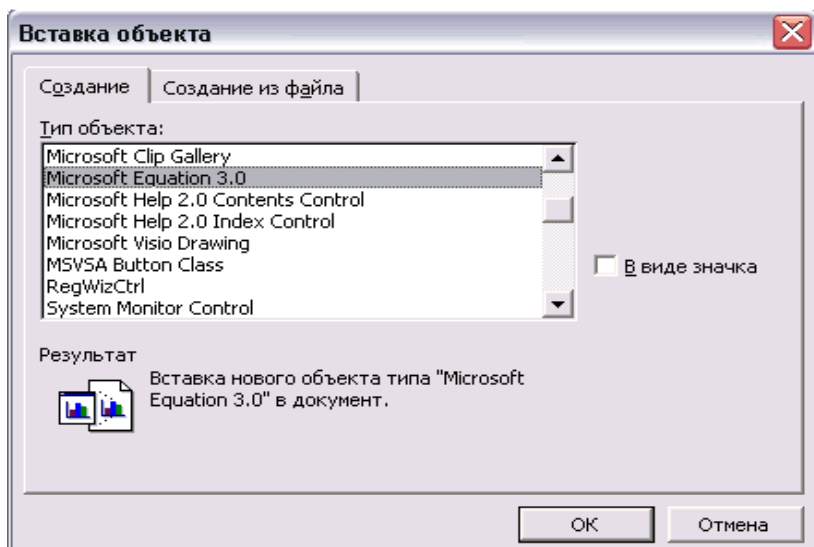 Вставка объекта
Создание
Создание из файла
Тип объекта:
Microsoft Clip Gallery
Microsoft Equation 3.0
Microsoft Help 2.0 Contents Control
Microsoft Help 2.0 Index Control
Microsoft Visio Drawing
MSVSA Button Class
RegWizCtrl
System Monitor Control
В виде значка
Результат
Вставка нового объекта типа "Microsoft
Equation 3.0" в документ.
ОК
Отмена